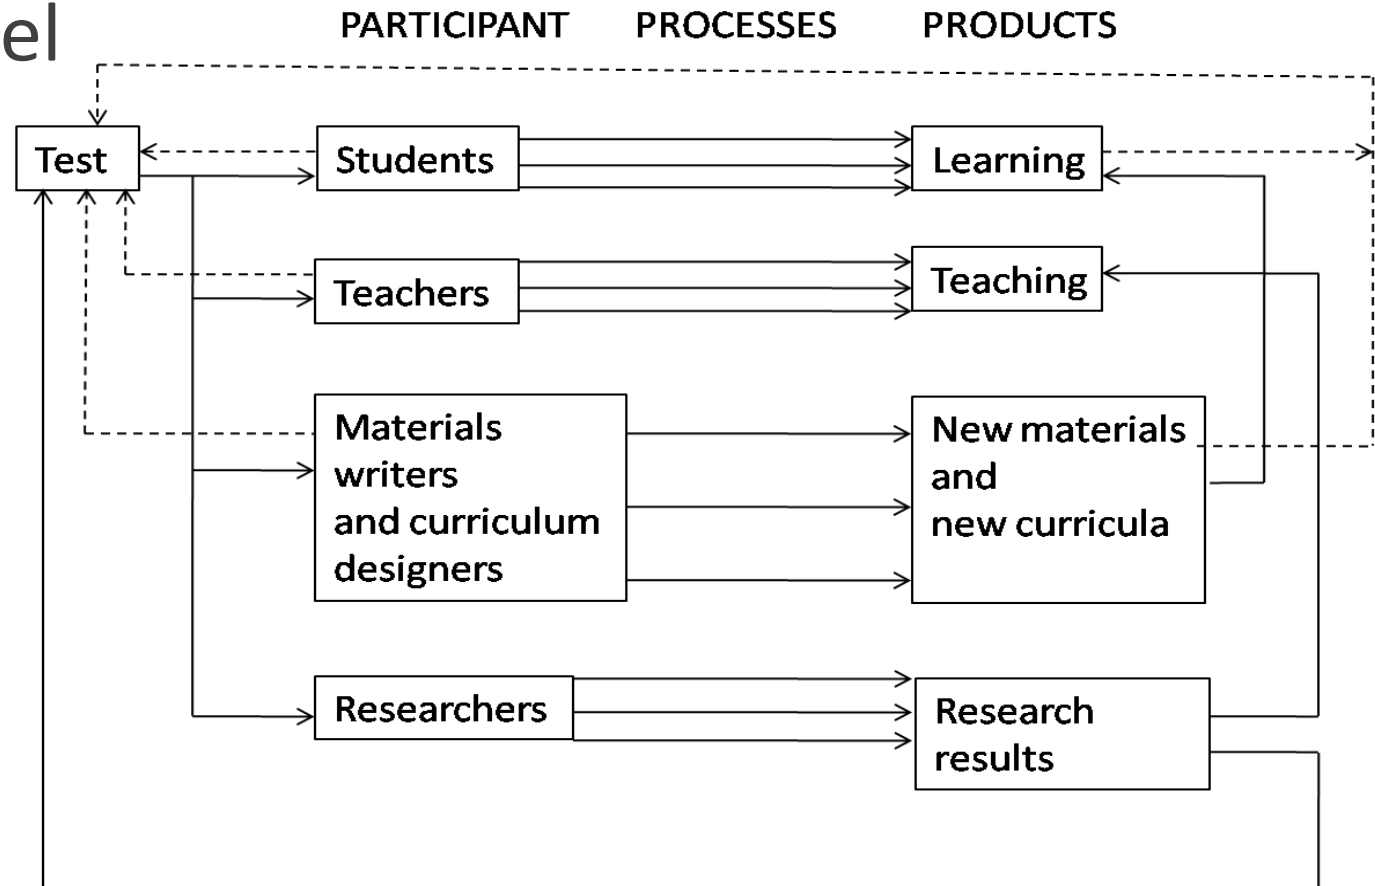 el
PARTICIPANT PROCESSES PRODUCTS
Test
Students
Learning
Teachers
Teaching
Materials
writers
and curriculum
designers
New materials
and
new curricula
Researchers
Research
results